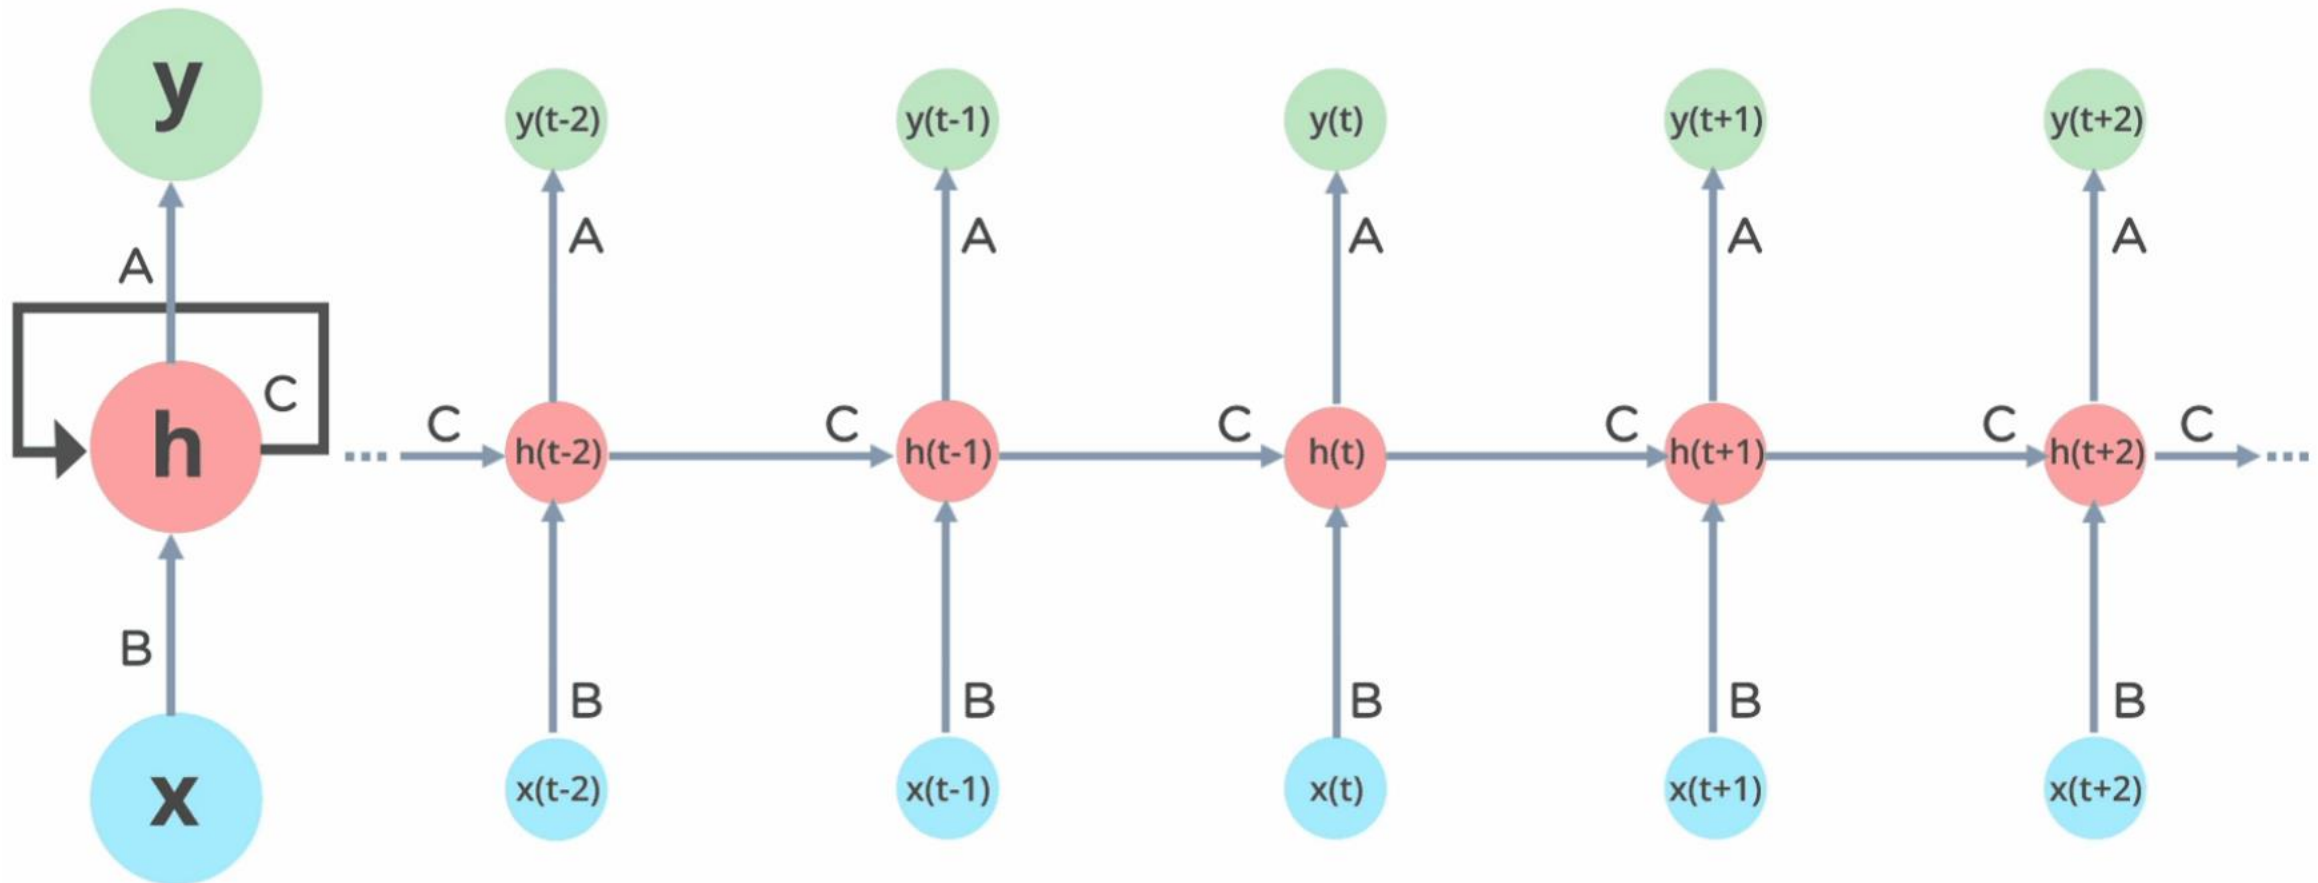 y
y(t-2) y(t-1) y(t) y(t+1) y(t+2)
A A A A A
A
C
C C C C C C
h
h(t-2) h(t-1) h(t) h(t+1) h(t+2)
B
B B B B B
x
x(t-2) x(t-1) x(t) x(t+1) x(t+2)